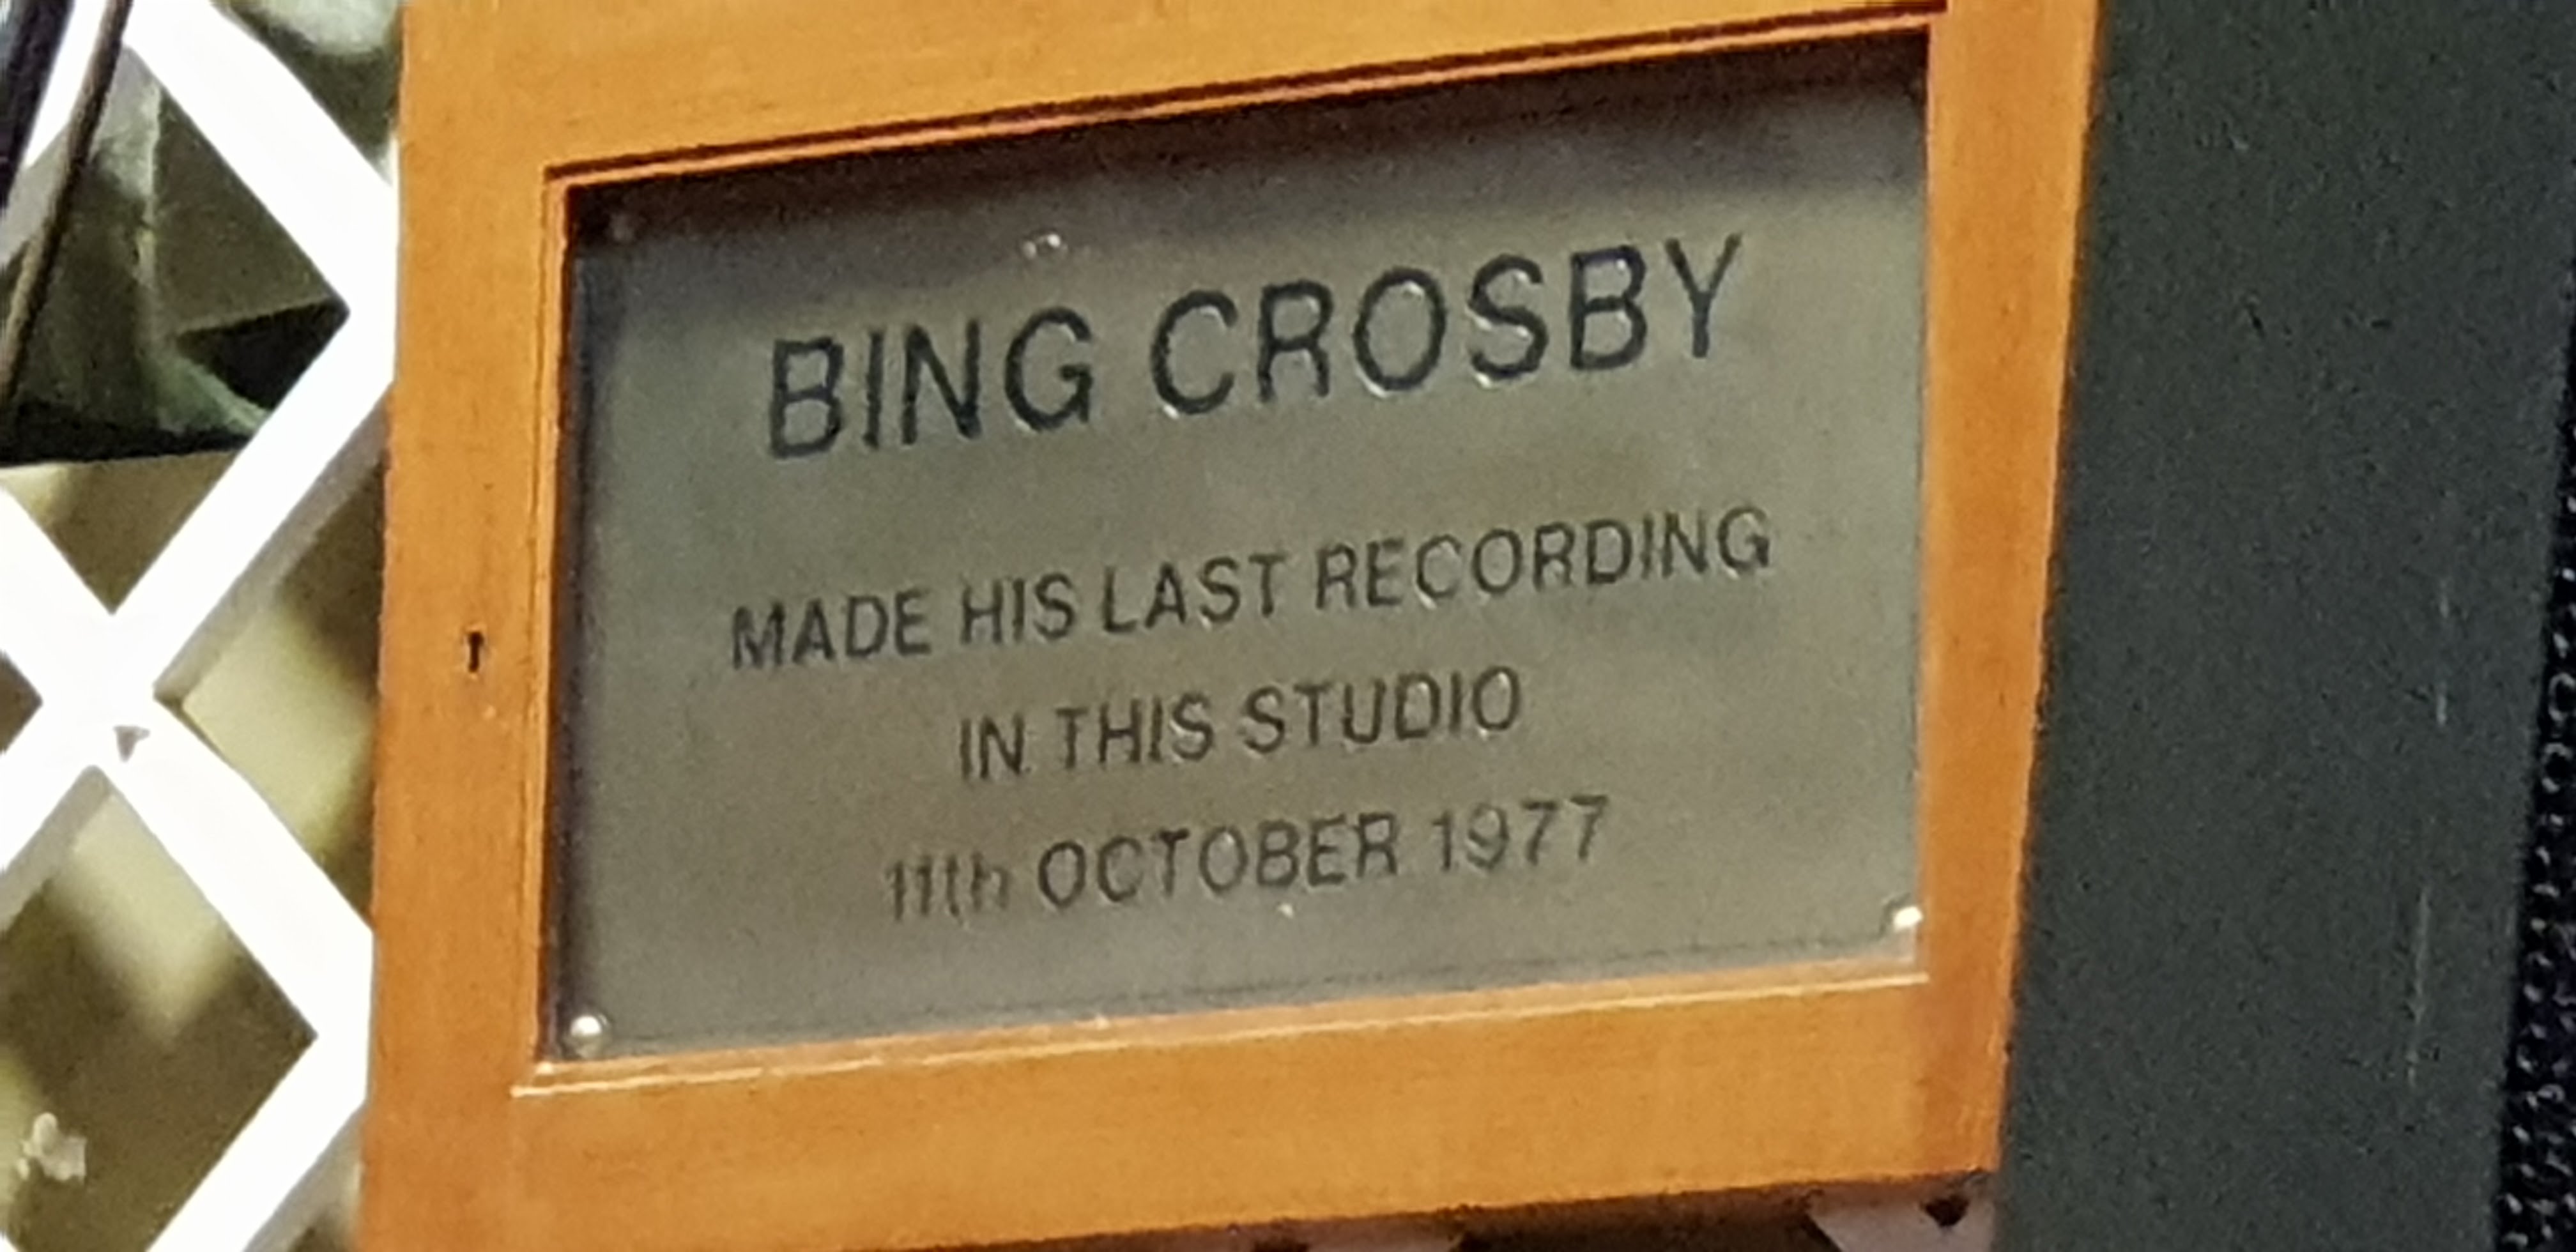 BING CROSBY
MADE HIS LAST RECORDING
IN THIS STUDIO
11th OCTOBER 1977